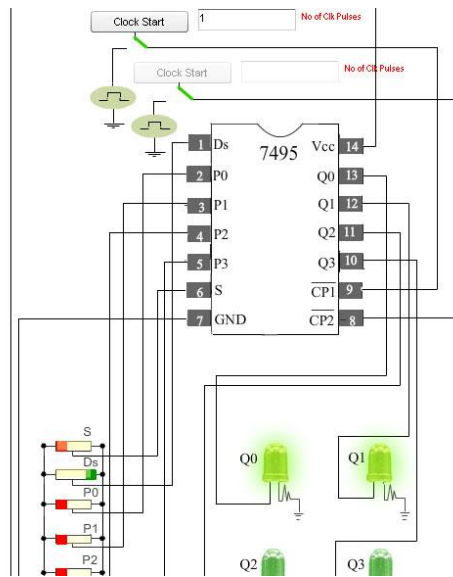 Clock Start
1
No of Clk Pulses
Clock Start
No of Clk Pulses
7495
1 Ds
2 P0
3 P1
4 P2
5 P3
6 S
7 GND
Vcc 14
Q0 13
Q1 12
Q2 11
Q3 10
CP1 9
CP2 8
S
Ds
P0
P1
P2
Q0
Q1
Q2
Q3